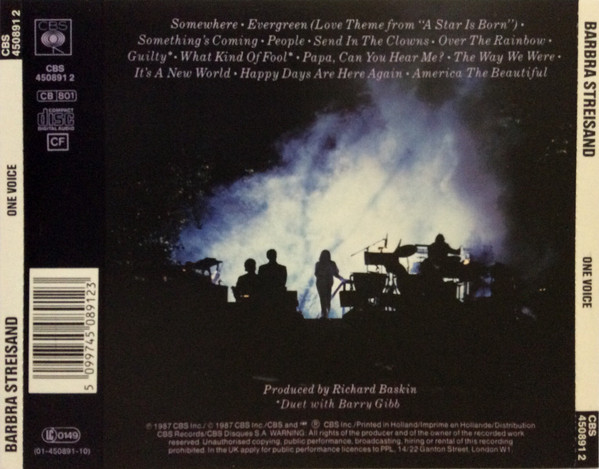 CBS
450891 2
BARBRA STREISAND
ONE VOICE
CBS
CBS
450891 2
CB 801
COMPACT
disc
DIGITAL AUDIO
CF
5 099745 089123
LC 0149
(01-450891-10)
Somewhere • Evergreen (Love Theme from "A Star Is Born") •
Something's Coming • People • Send In The Clowns • Over The Rainbow •
Guilty* • What Kind Of Fool* • Papa, Can You Hear Me? • The Way We Were •
It's A New World • Happy Days Are Here Again • America The Beautiful
Produced by Richard Baskin
*Duet with Barry Gibb
℗ 1987 CBS Inc./© 1987 CBS Inc./CBS and ℗ CBS Inc./Printed in Holland/Imprimé en Hollande/Distribution
CBS Records/CBS Disques S.A. WARNING: All rights of the producer and of the owner of the recorded work
reserved. Unauthorised copying, public performance, broadcasting, hiring or rental of this recording
prohibited. In the UK apply for public performance licences to PPL, 14/22 Ganton Street, London W1
BARBRA STREISAND
ONE VOICE
CBS
450891 2